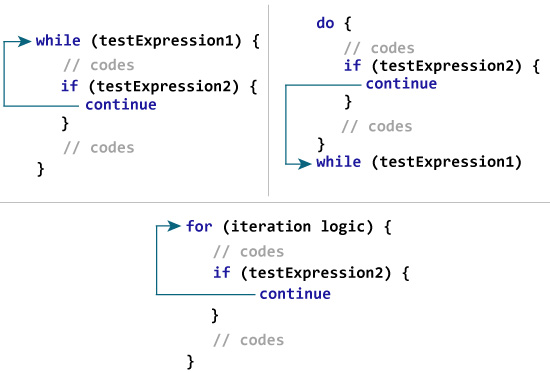 while (testExpression1) {
// codes
if (testExpression2) {
continue
}
// codes
}
do {
// codes
if (testExpression2) {
continue
}
// codes
}
while (testExpression1)
for (iteration logic) {
// codes
if (testExpression2) {
continue
}
// codes
}